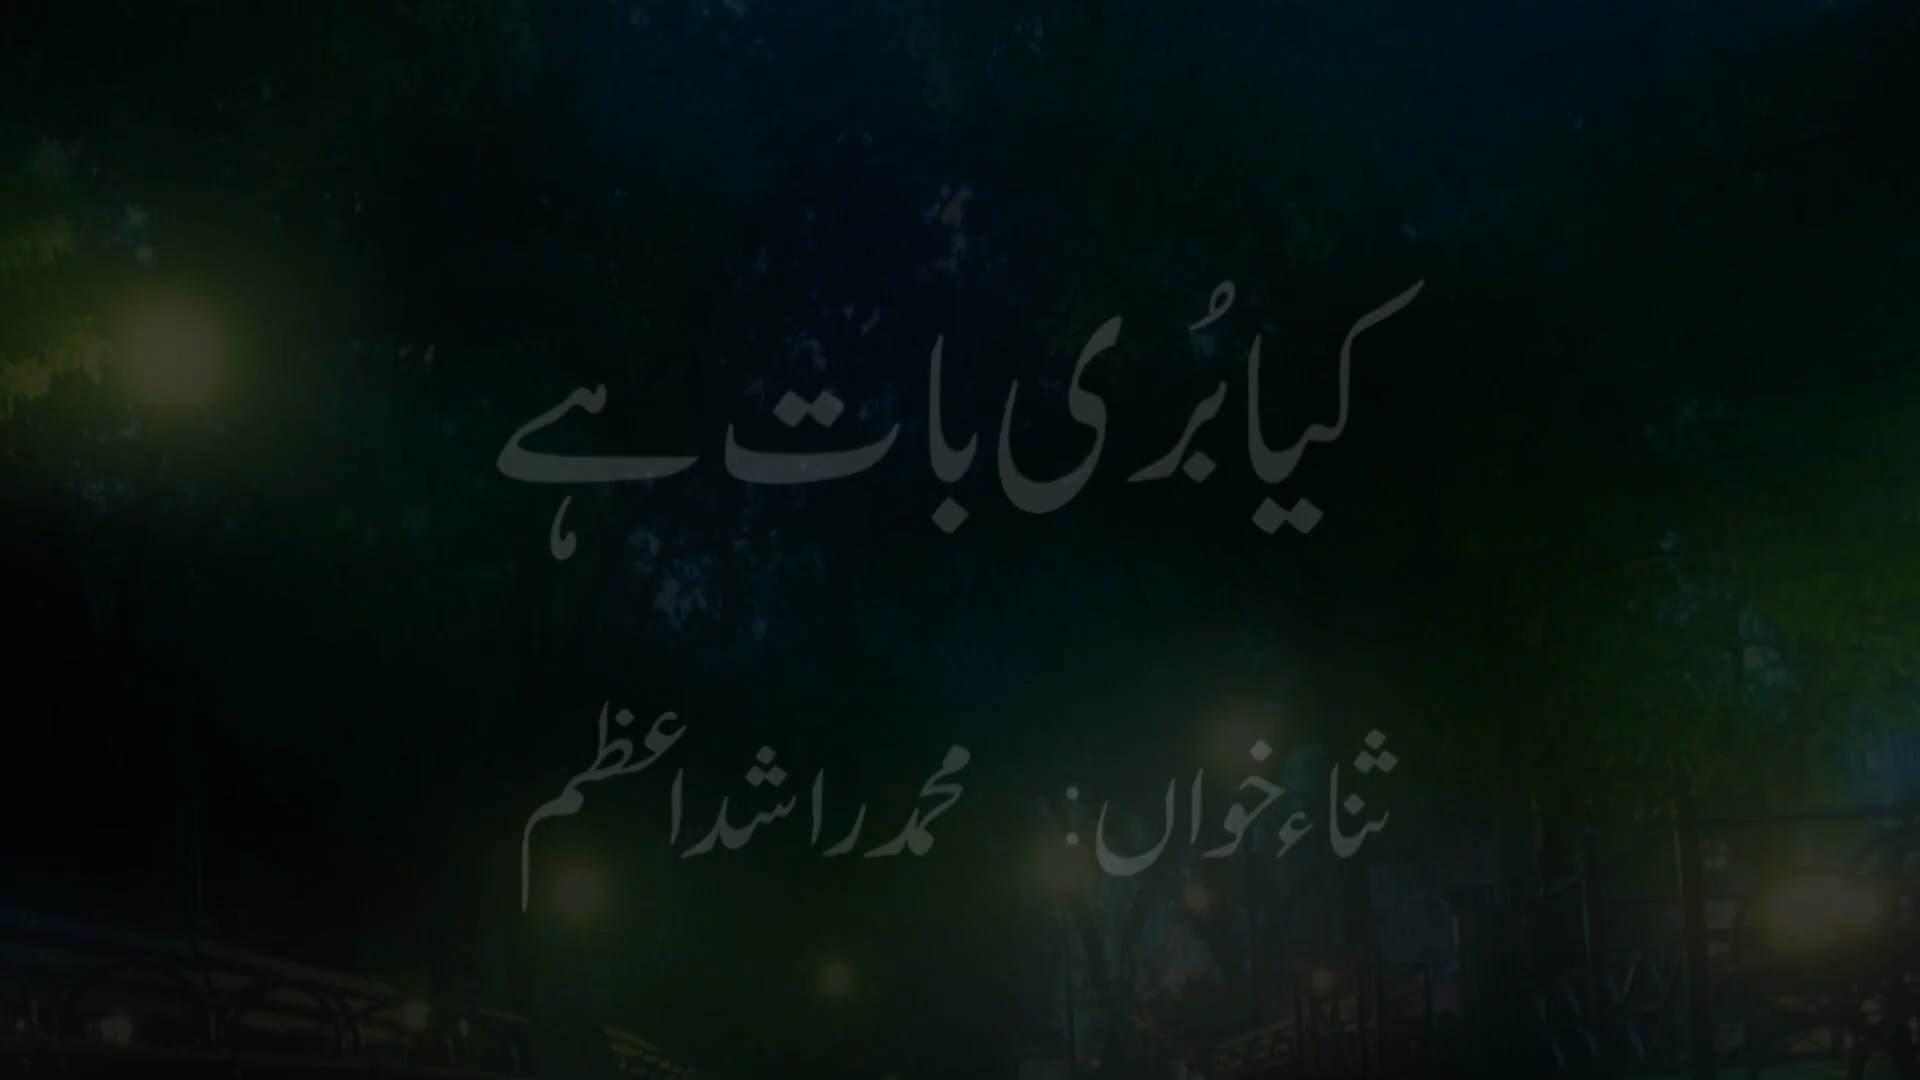 کیا بُری بات ہے
ثناء خواں: محمد راشد اعظم